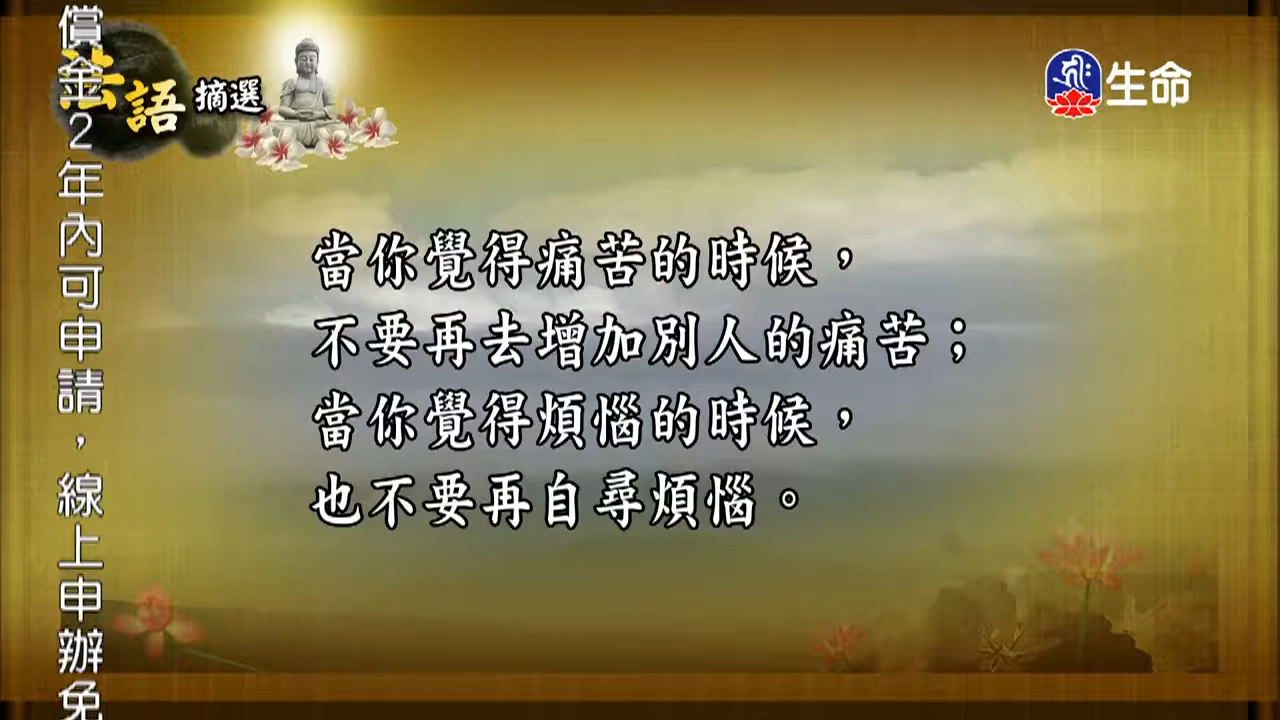 法語摘選
生命
當你覺得痛苦的時候，
不要再去增加別人的痛苦；
當你覺得煩惱的時候，
也不要再自尋煩惱。
償金2年內可申請，線上申辦免